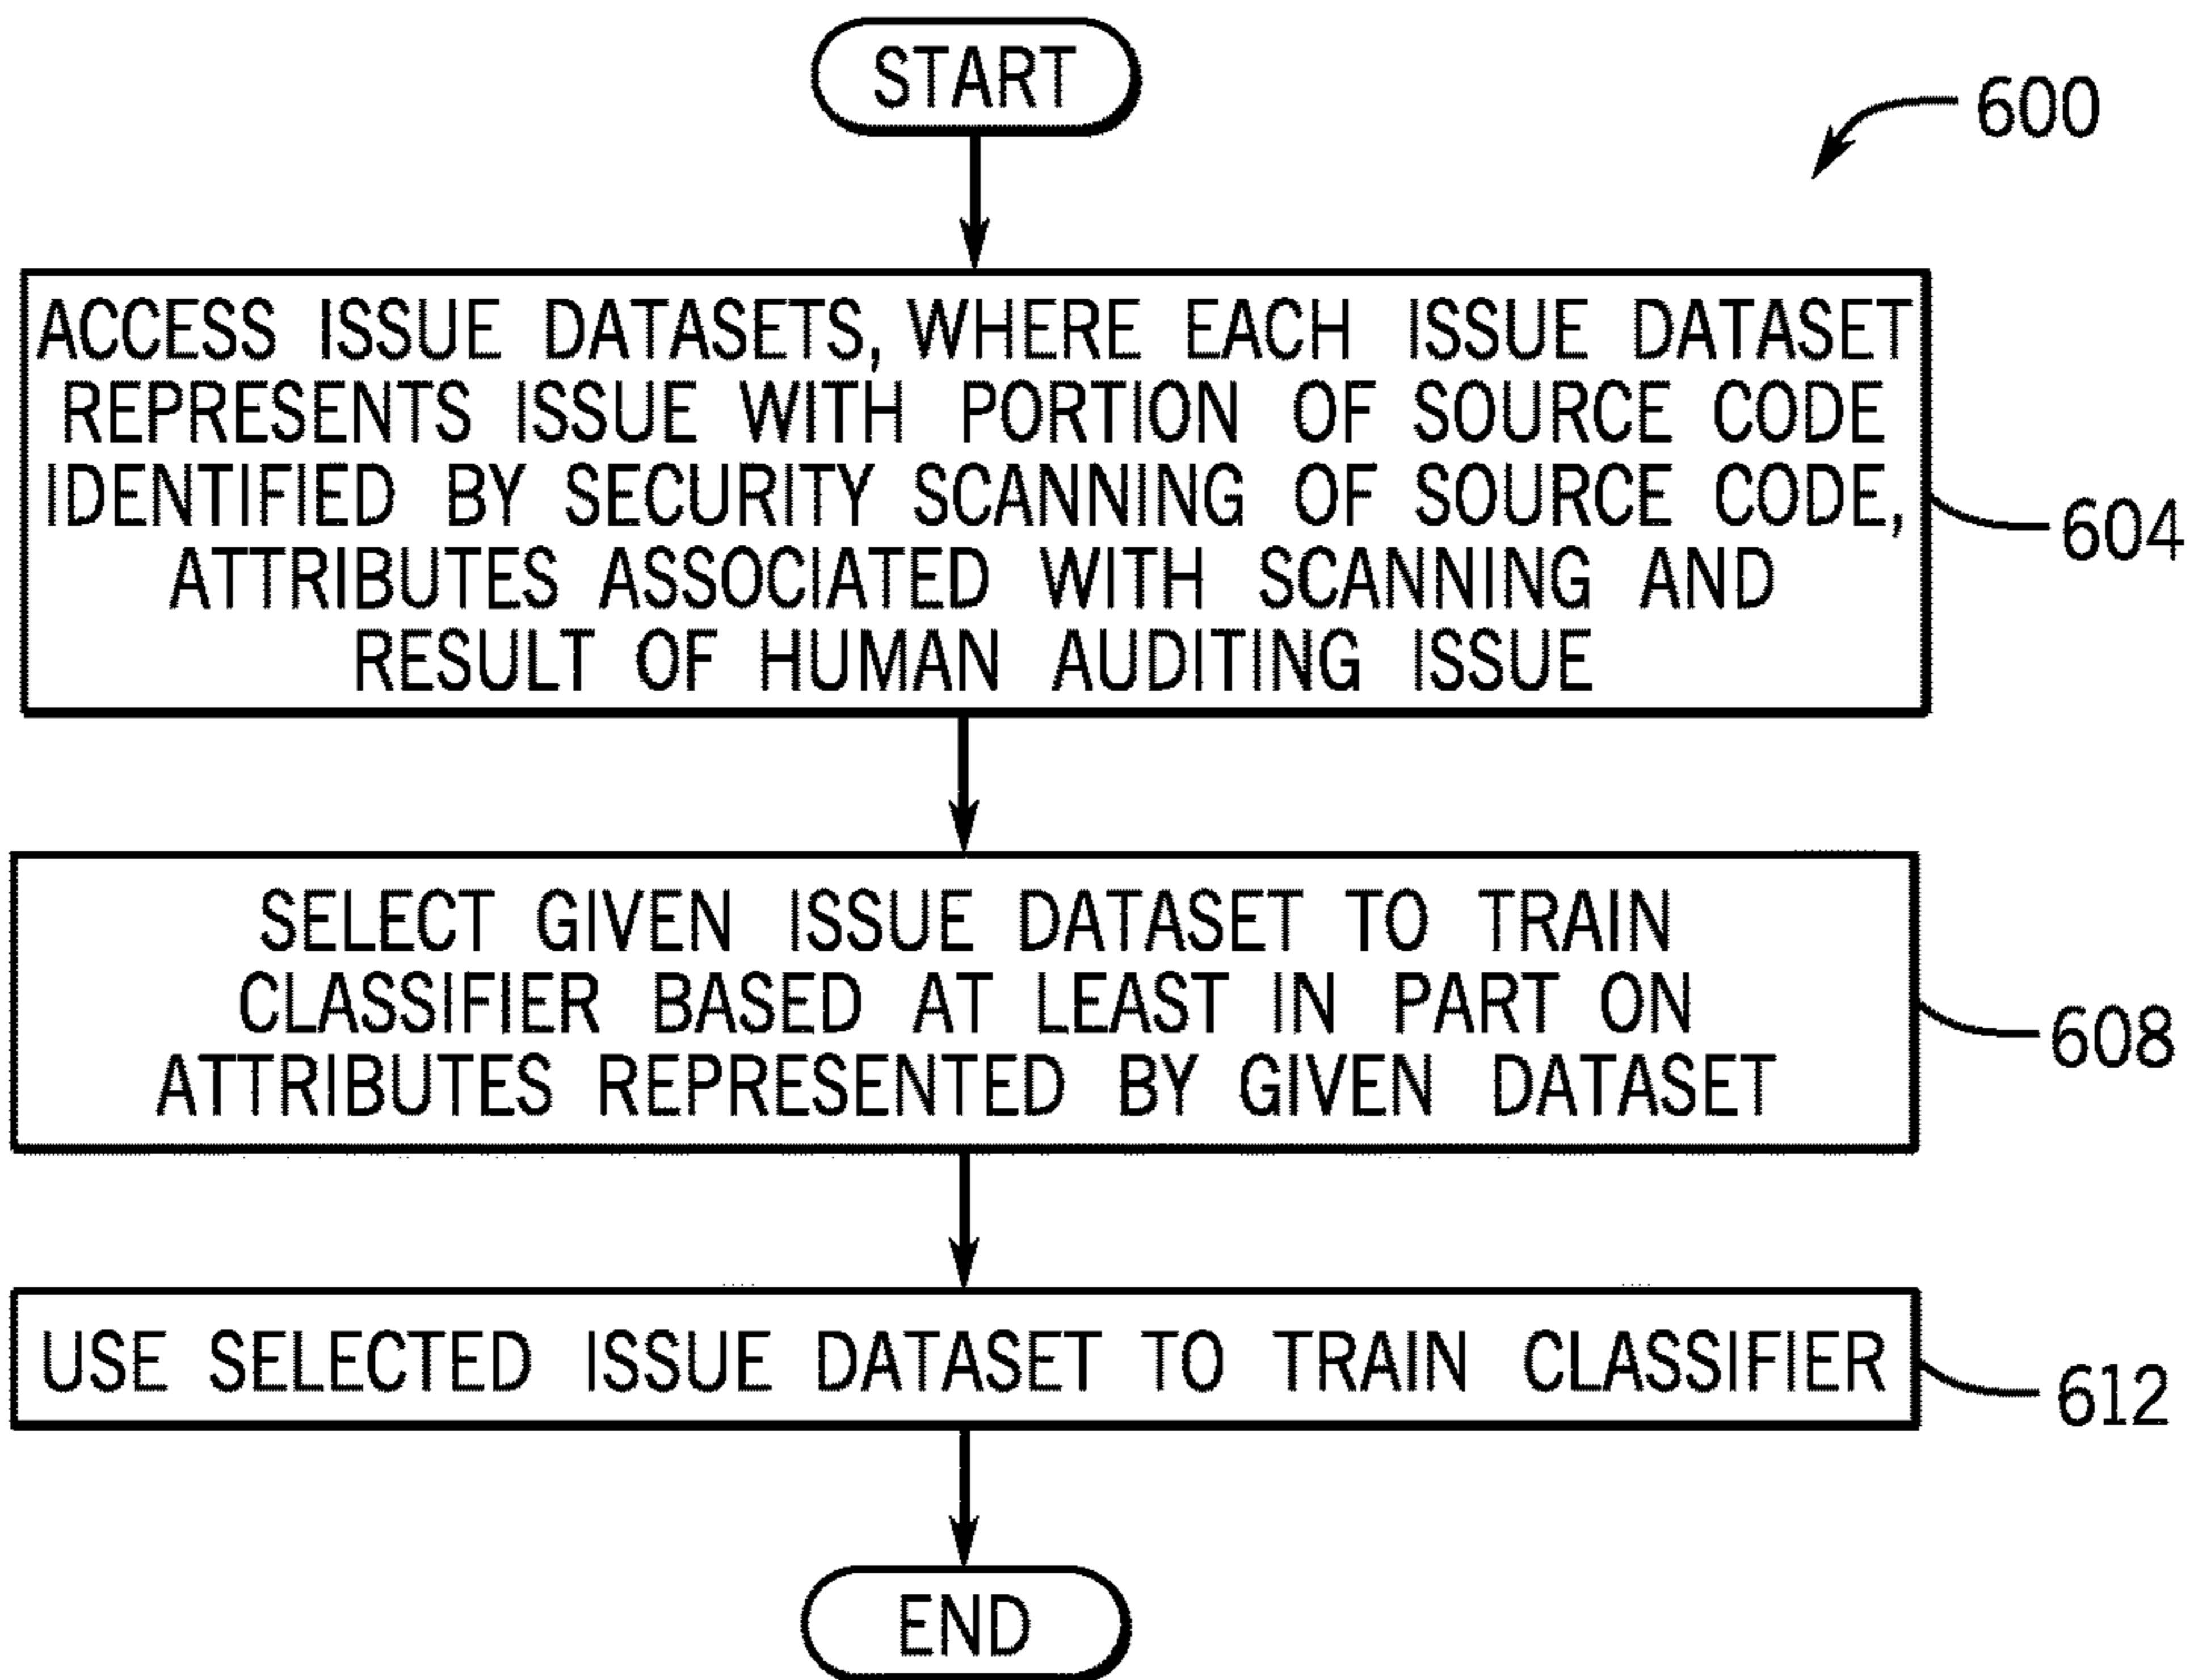 START
600
ACCESS ISSUE DATASETS, WHERE EACH ISSUE DATASET
REPRESENTS ISSUE WITH PORTION OF SOURCE CODE
IDENTIFIED BY SECURITY SCANNING OF SOURCE CODE,
ATTRIBUTES ASSOCIATED WITH SCANNING AND
RESULT OF HUMAN AUDITING ISSUE
604
SELECT GIVEN ISSUE DATASET TO TRAIN
CLASSIFIER BASED AT LEAST IN PART ON
ATTRIBUTES REPRESENTED BY GIVEN DATASET
608
USE SELECTED ISSUE DATASET TO TRAIN CLASSIFIER
612
END